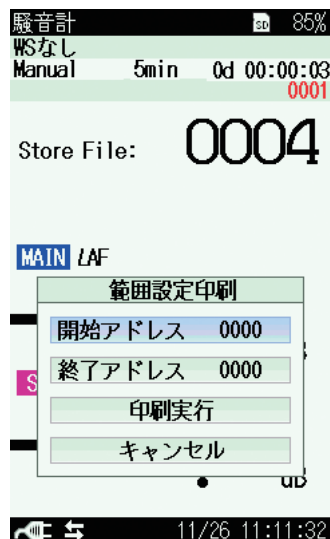 騒音計 SD 85%
WSなし
Manual 5min 0d 00:00:03
0001
Store File: 0004
MAIN LAF
範囲設定印刷
開始アドレス 0000
終了アドレス 0000
印刷実行
キャンセル
11/26 11:11:32